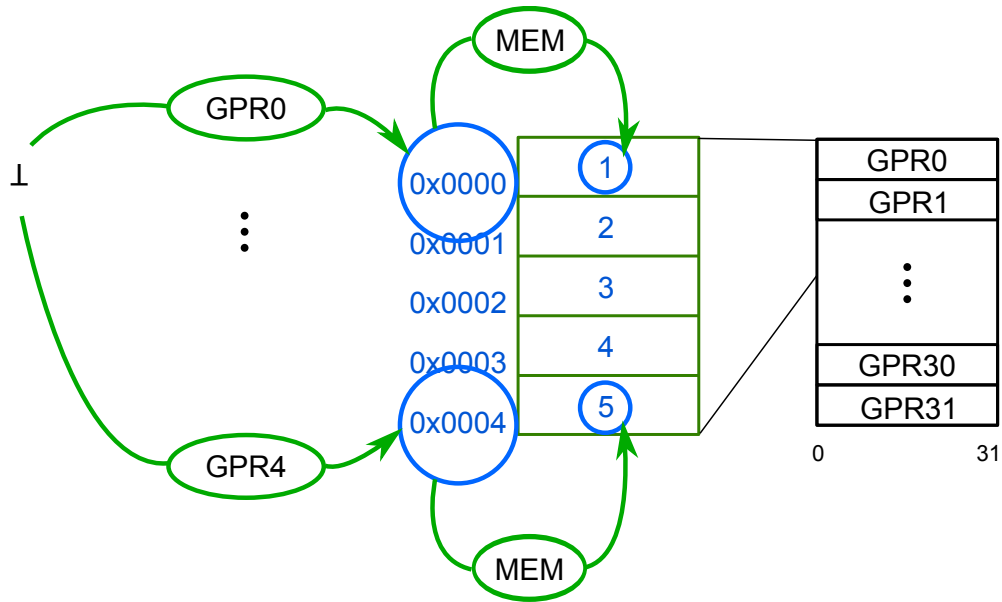 MEM
GPR0
⊥
0x0000
0x0001
0x0002
0x0003
0x0004
1
2
3
4
5
GPR0
GPR1
GPR30
GPR31
0 31
GPR4
MEM